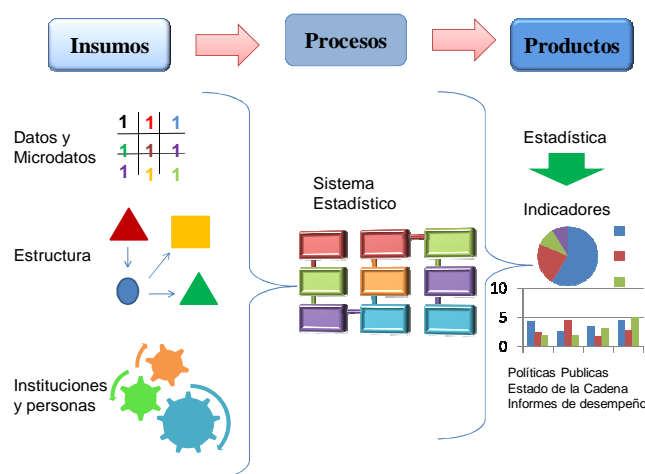 Insumos
Procesos
Productos
Datos y
Microdatos
1 1 1
1 1 1
1 1 1
Estructura
Instituciones
y personas
Sistema
Estadístico
Estadística
Indicadores
10
5
0
Políticas Publicas
Estado de la Cadena
Informes de desempeño